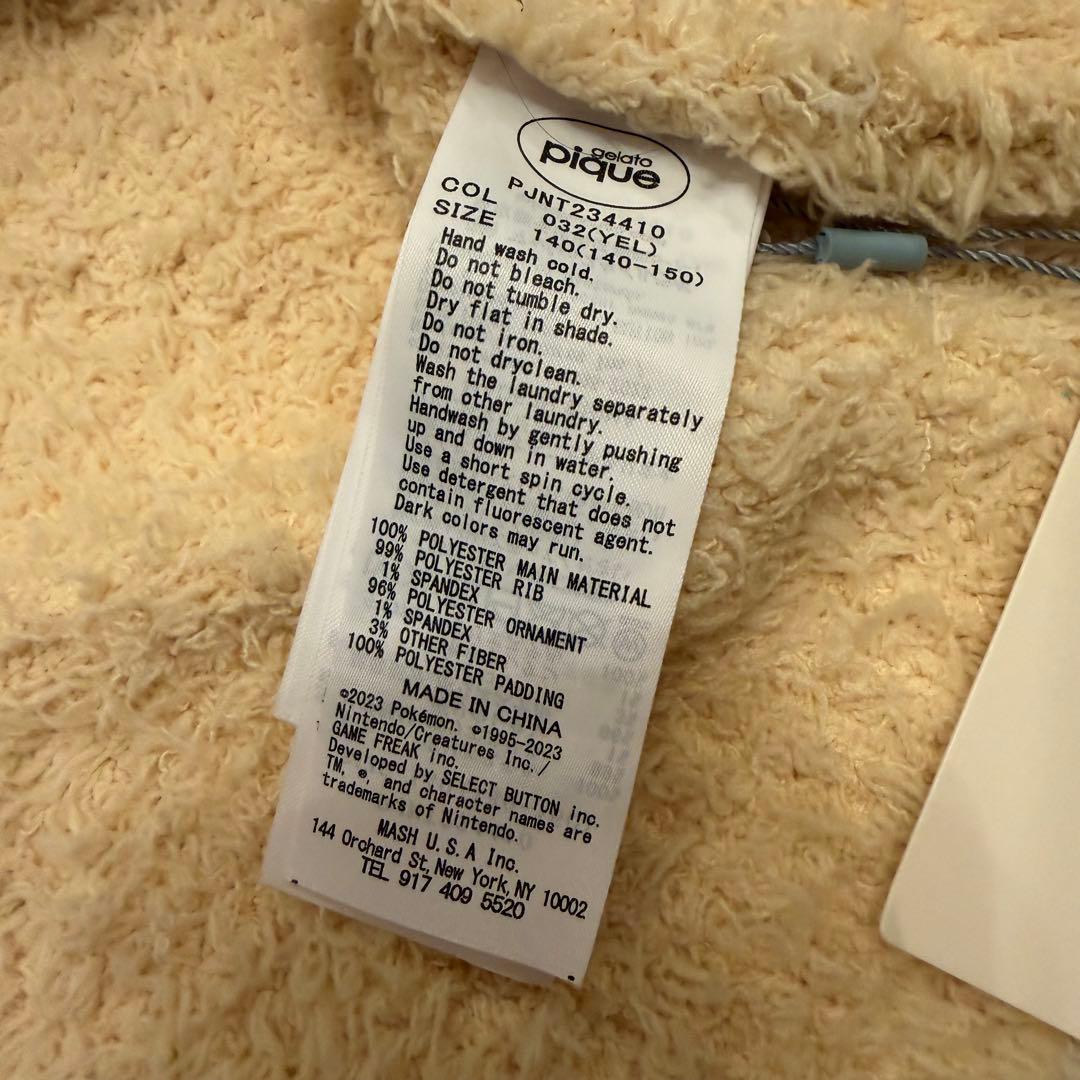 gelato
pique
PJNT234410
COL 032(YEL)
SIZE 140(140-150)
Hand wash cold.
Do not bleach.
Do not tumble dry.
Dry flat in shade.
Do not iron.
Do not dryclean.
Wash the laundry separately
from other laundry.
Handwash by gently pushing
up and down in water.
Use a short spin cycle.
Use detergent that does not
contain fluorescent agent.
Dark colors may run.
100% POLYESTER MAIN MATERIAL
99% POLYESTER RIB
1% SPANDEX
96% POLYESTER ORNAMENT
1% SPANDEX
3% OTHER FIBER
100% POLYESTER PADDING
MADE IN CHINA
©2023 Pokémon. ©1995-2023
Nintendo/Creatures Inc./
GAME FREAK inc.
Developed by SELECT BUTTON inc.
TM, ®, and character names are
trademarks of Nintendo.
MASH U.S.A Inc.
144 Orchard St, New York, NY 10002
TEL 917 409 5520